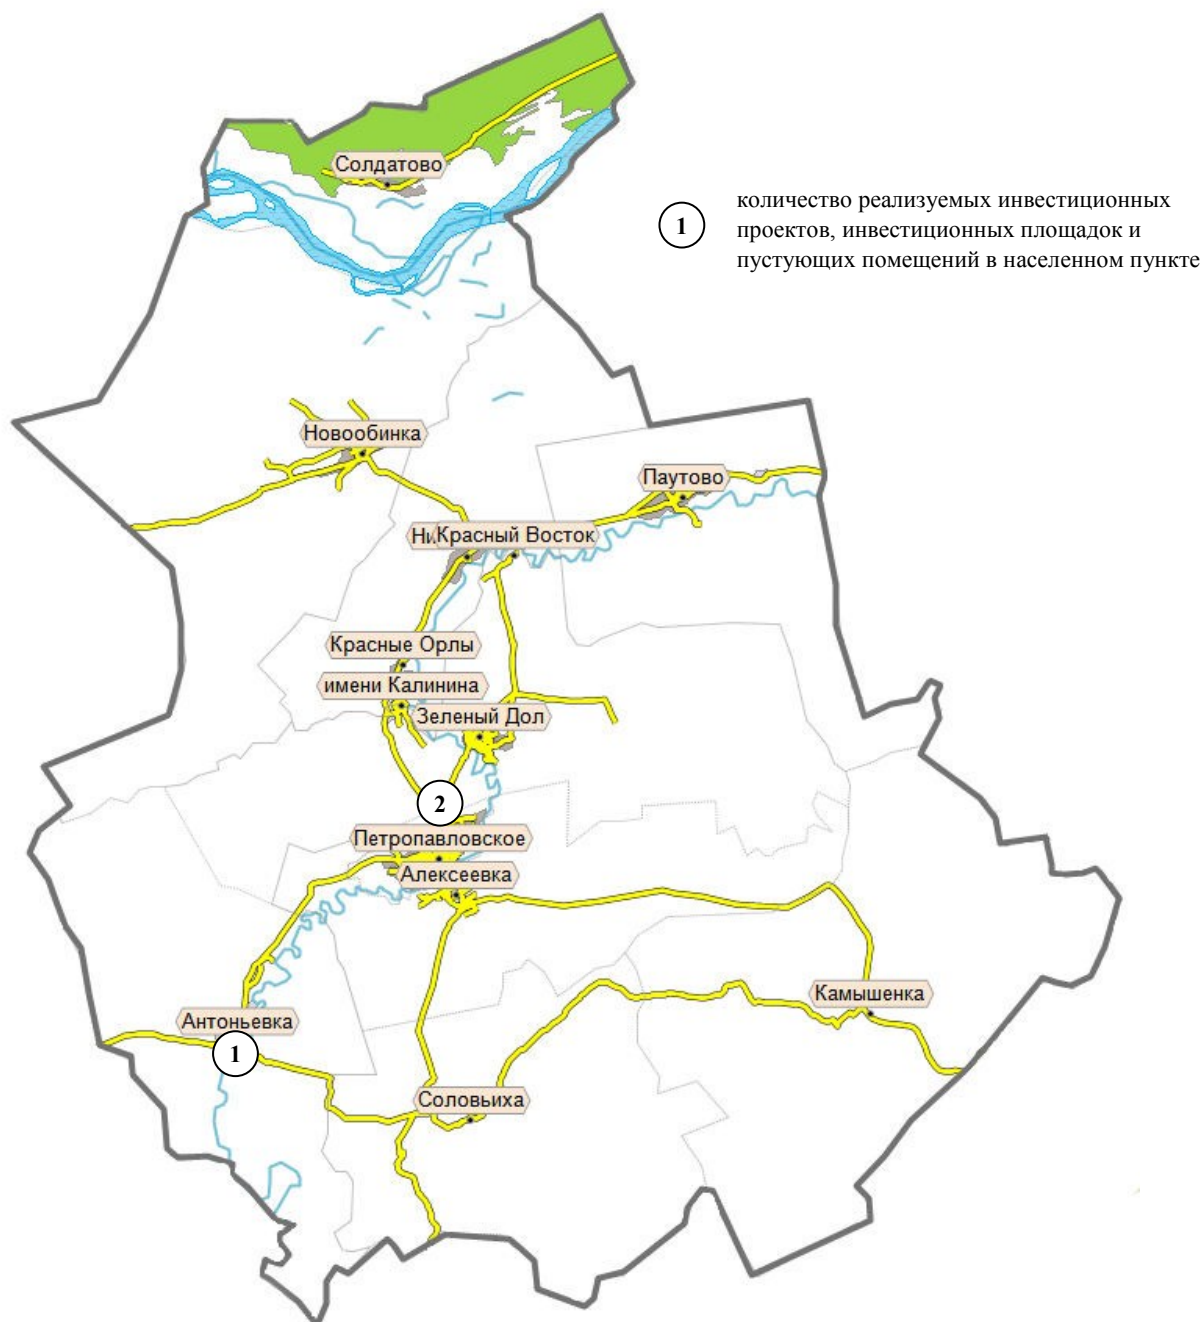 Солдатово
1
количество реализуемых инвестиционных
проектов, инвестиционных площадок и
пустующих помещений в населенном пункте
Новообинка
Паутово
Красный Восток
Красные Орлы
имени Калинина
Зеленый Дол
2
Петропавловское
Алексеевка
Камышенка
Антоньевка
1
Соловьиха